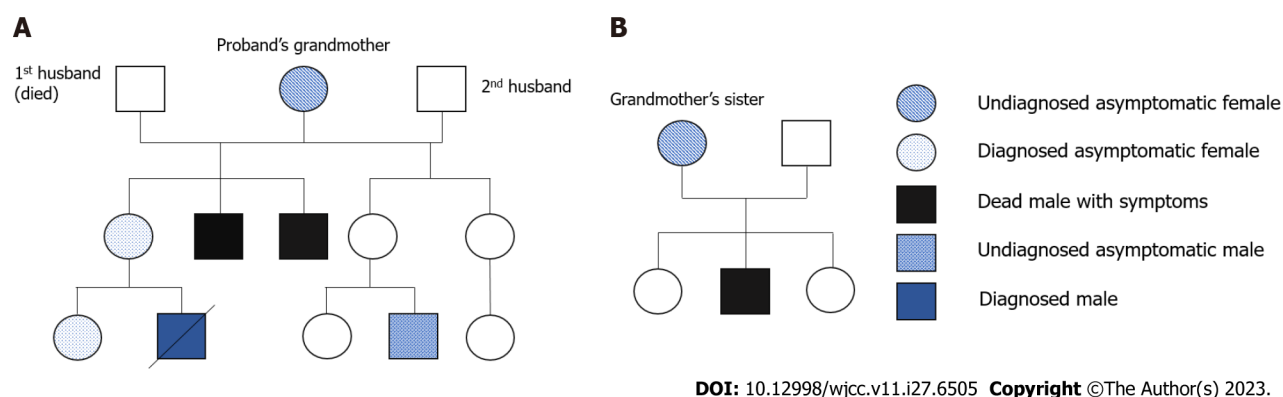 A
B
Proband's grandmother
1st husband
(died)
2nd husband
Grandmother's sister
Undiagnosed asymptomatic female
Diagnosed asymptomatic female
Dead male with symptoms
Undiagnosed asymptomatic male
Diagnosed male
DOI: 10.12998/wjcc.v11.i27.6505 Copyright ©The Author(s) 2023.